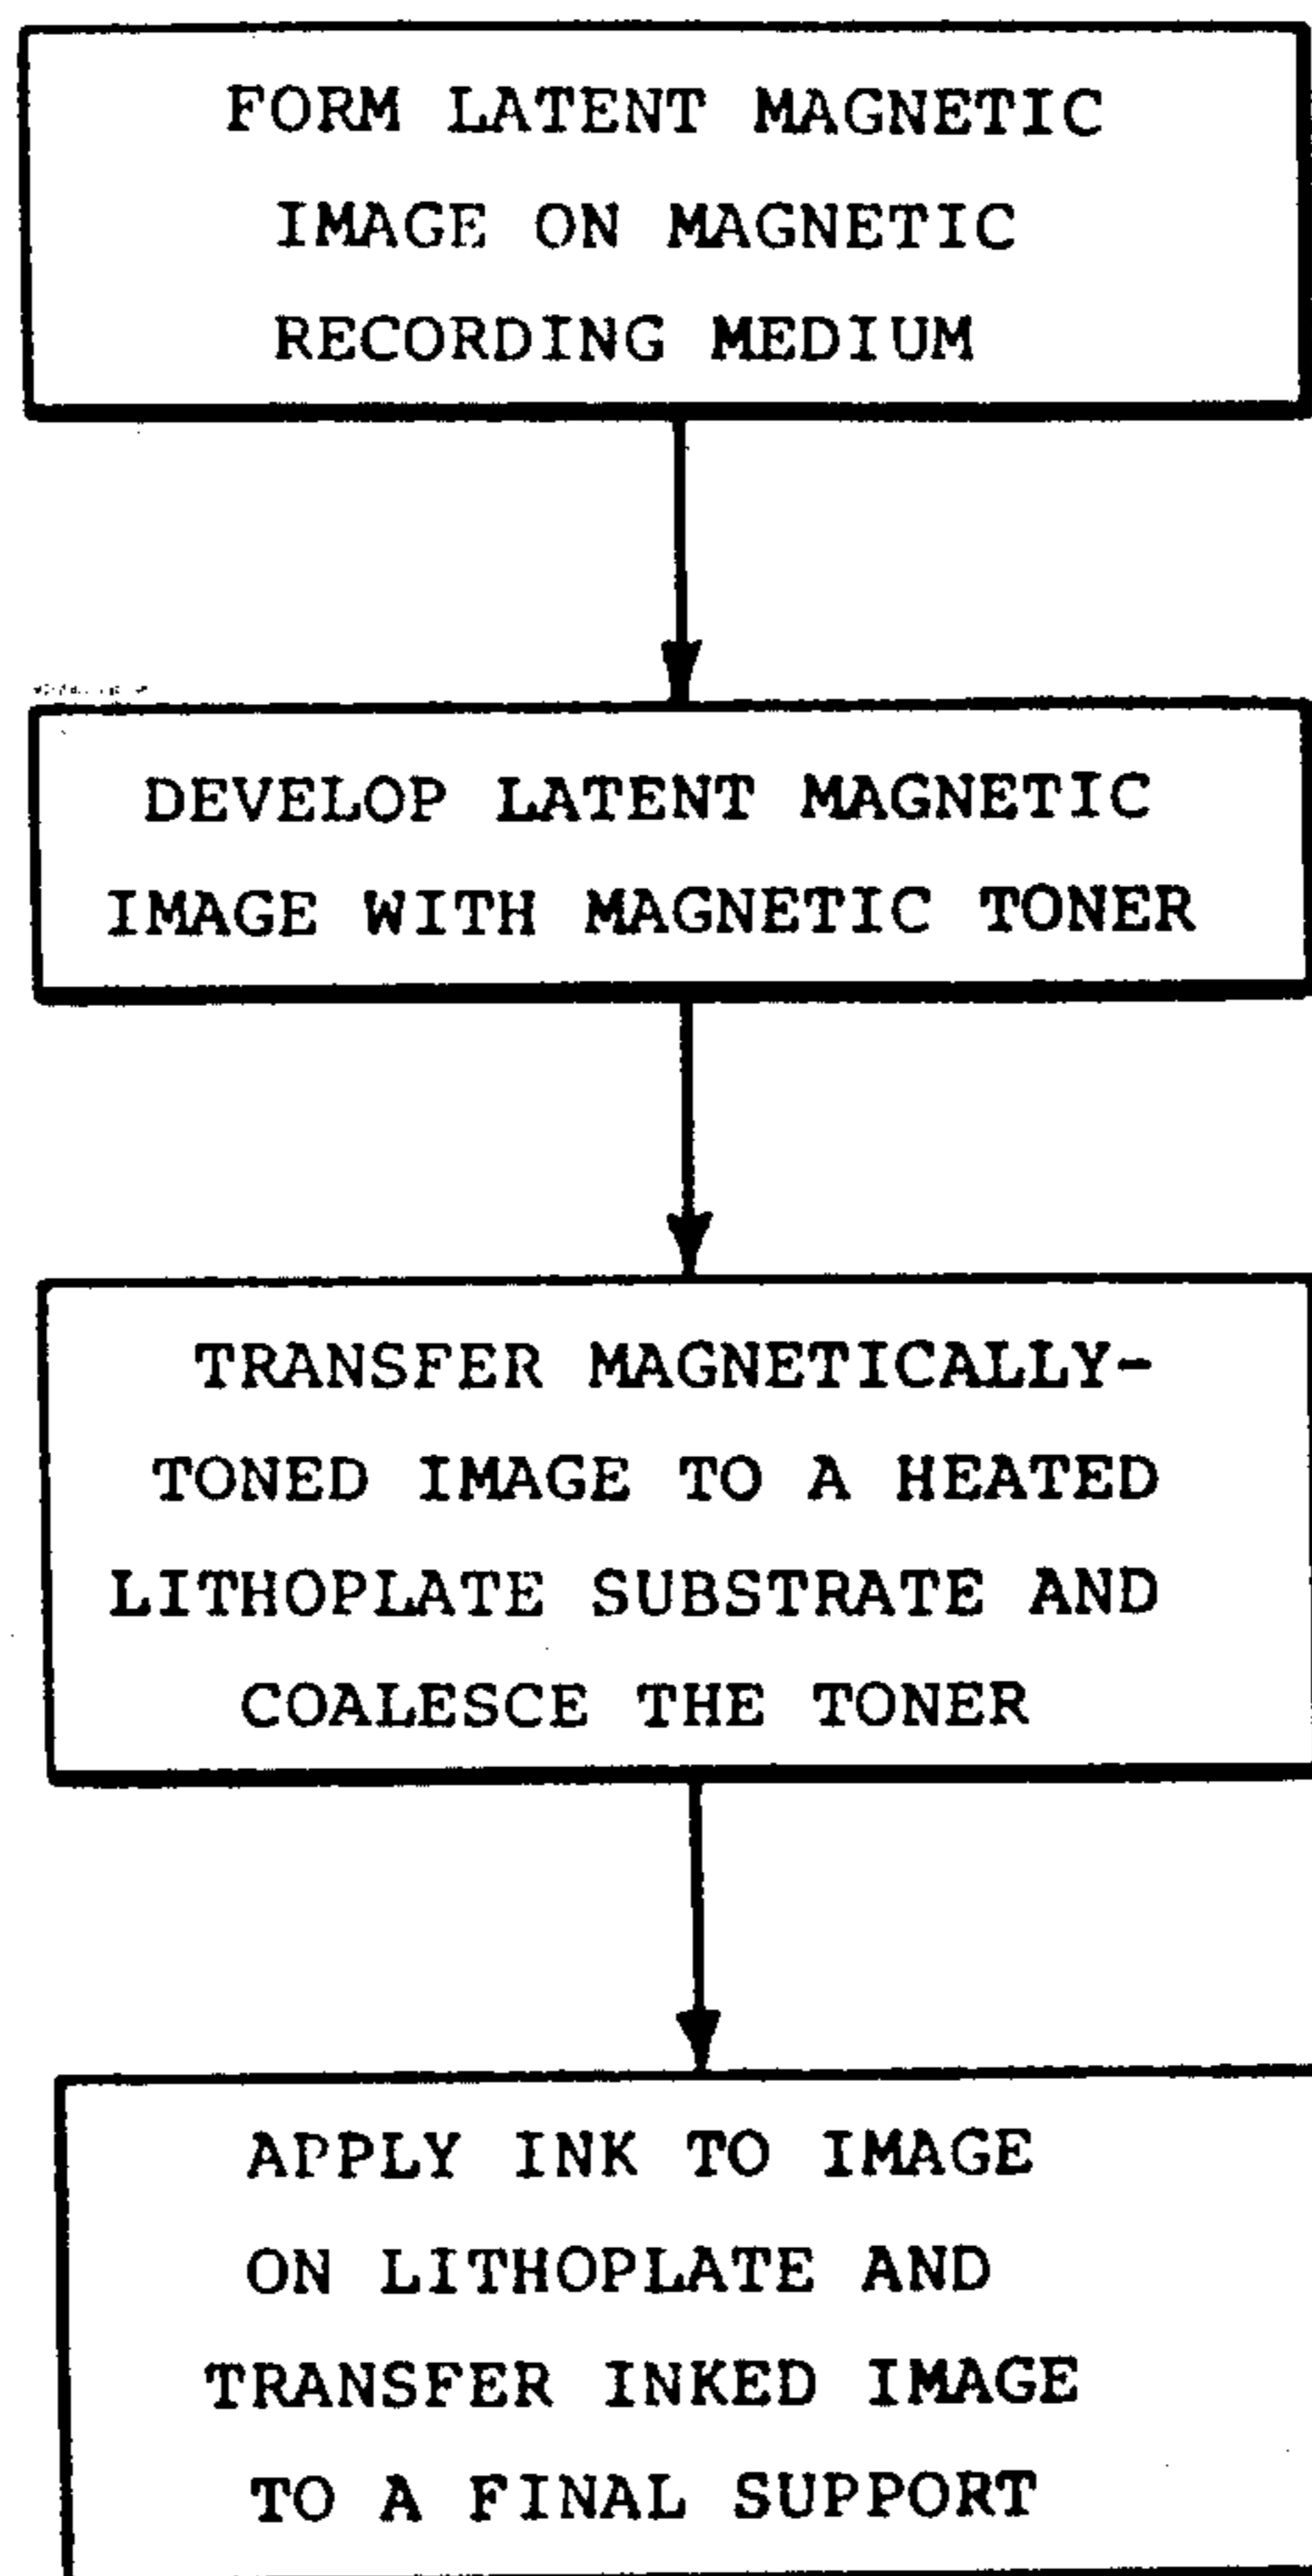 FORM LATENT MAGNETIC
IMAGE ON MAGNETIC
RECORDING MEDIUM
DEVELOP LATENT MAGNETIC
IMAGE WITH MAGNETIC TONER
TRANSFER MAGNETICALLY-
TONED IMAGE TO A HEATED
LITHOPLATE SUBSTRATE AND
COALESCE THE TONER
APPLY INK TO IMAGE
ON LITHOPLATE AND
TRANSFER INKED IMAGE
TO A FINAL SUPPORT